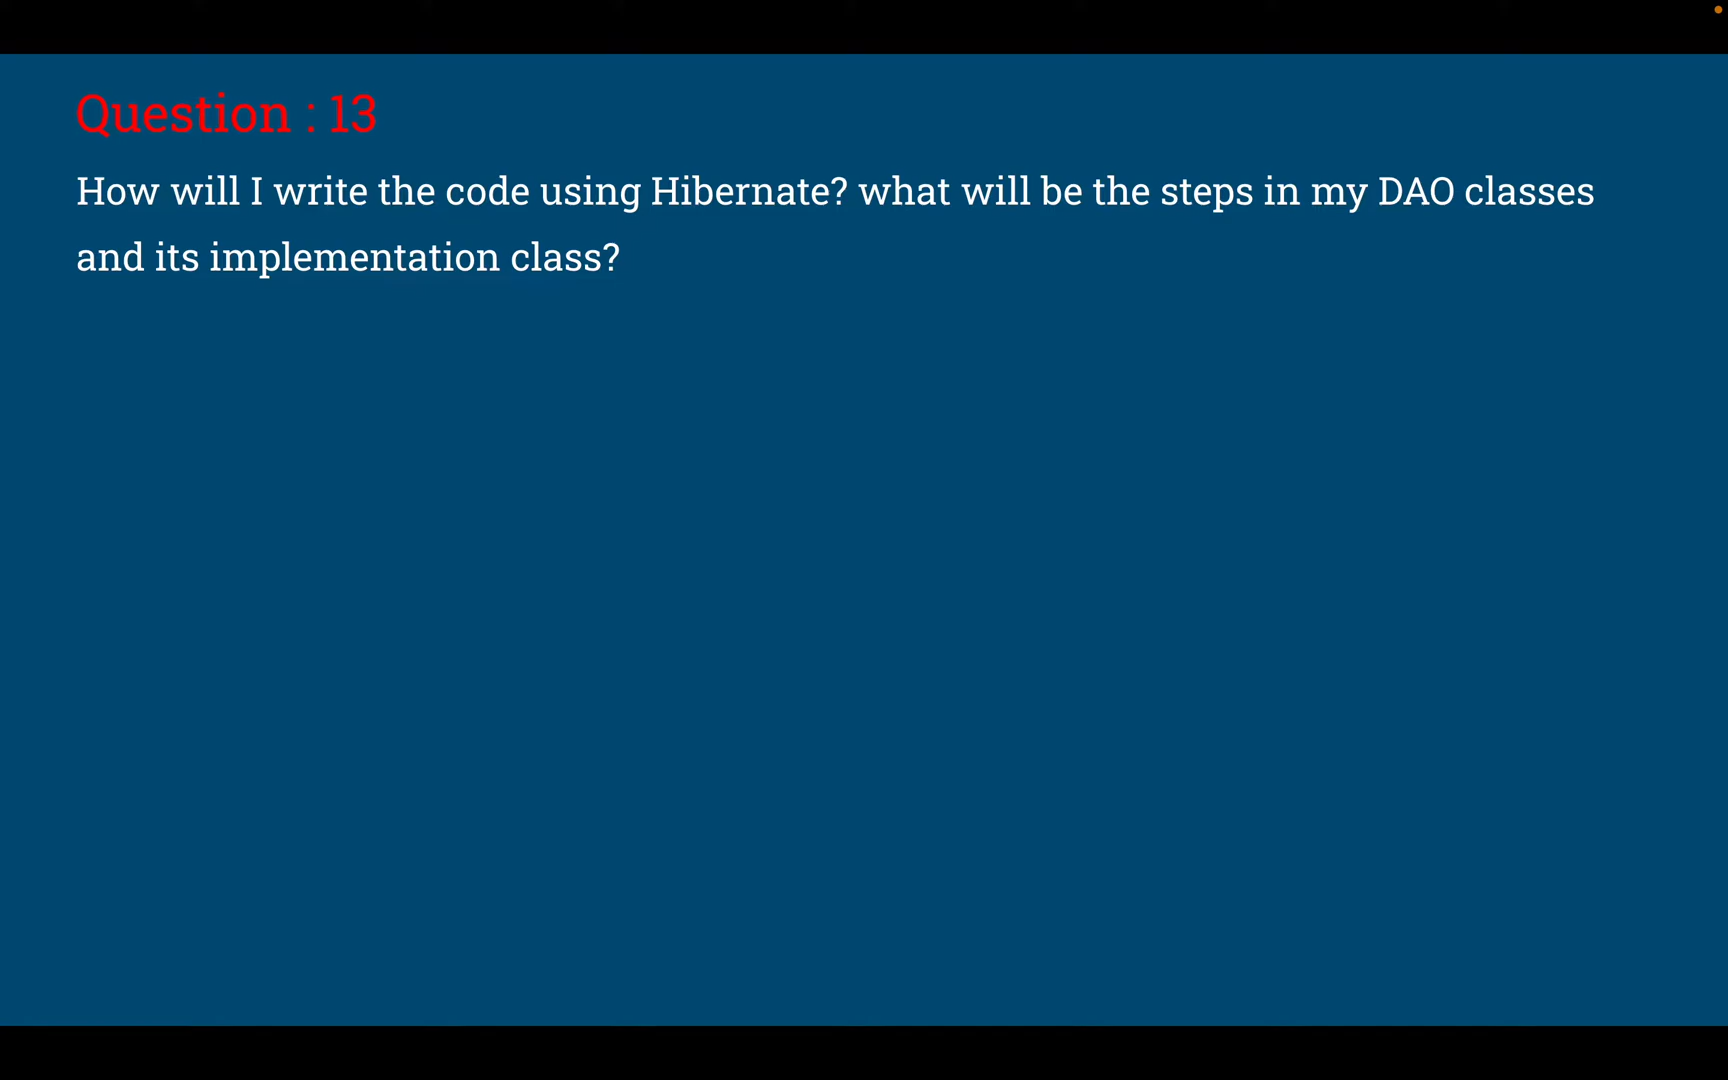 Question : 13
How will I write the code using Hibernate? what will be the steps in my DAO classes
and its implementation class?